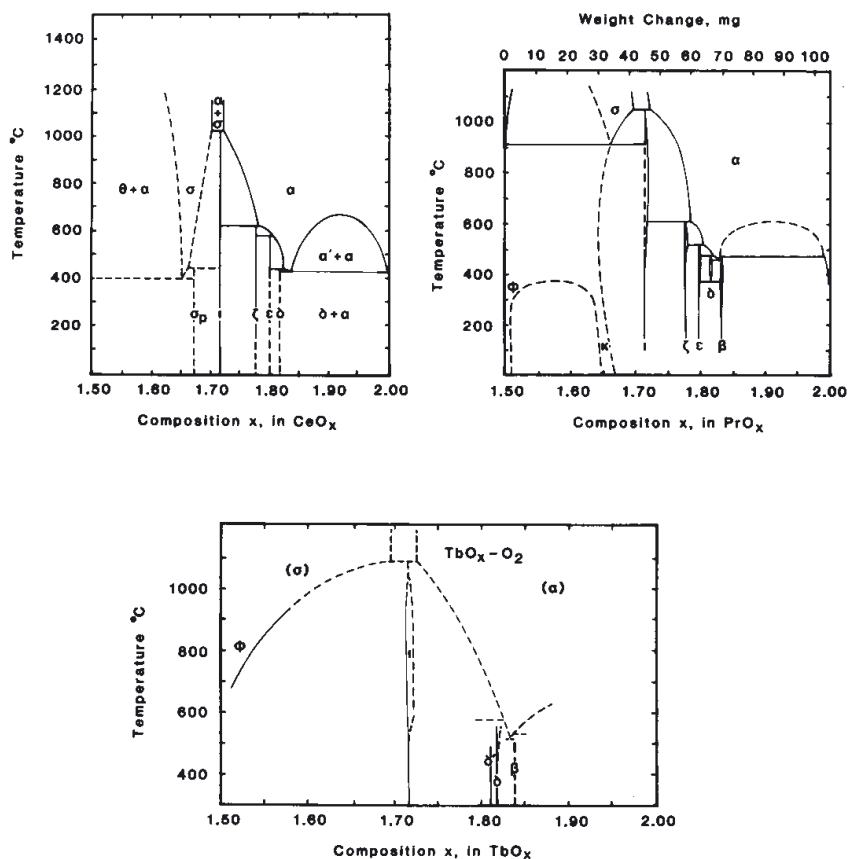 1400
1200
1000
800
600
400
200
Temperature °C
α
+
σ
θ+α
σ
α
α'+α
σp
ι
ζ
ε
δ
δ+α
1.50
1.60
1.70
1.80
1.90
2.00
Composition x, in CeOx
Weight Change, mg
0
10
20
30
40
50
60
70
80
90
100
1000
800
600
400
200
Temperature °C
σ
α
Φ
δ
κ
ι
ζ
ε
β
1.50
1.60
1.70
1.80
1.90
2.00
Compositon x, in PrOx
TbOx-O2
(σ)
(α)
1000
800
600
400
Temperature °C
Φ
ι
δ'
δ
β
1.50
1.60
1.70
1.80
1.90
2.00
Composition x, in TbOx